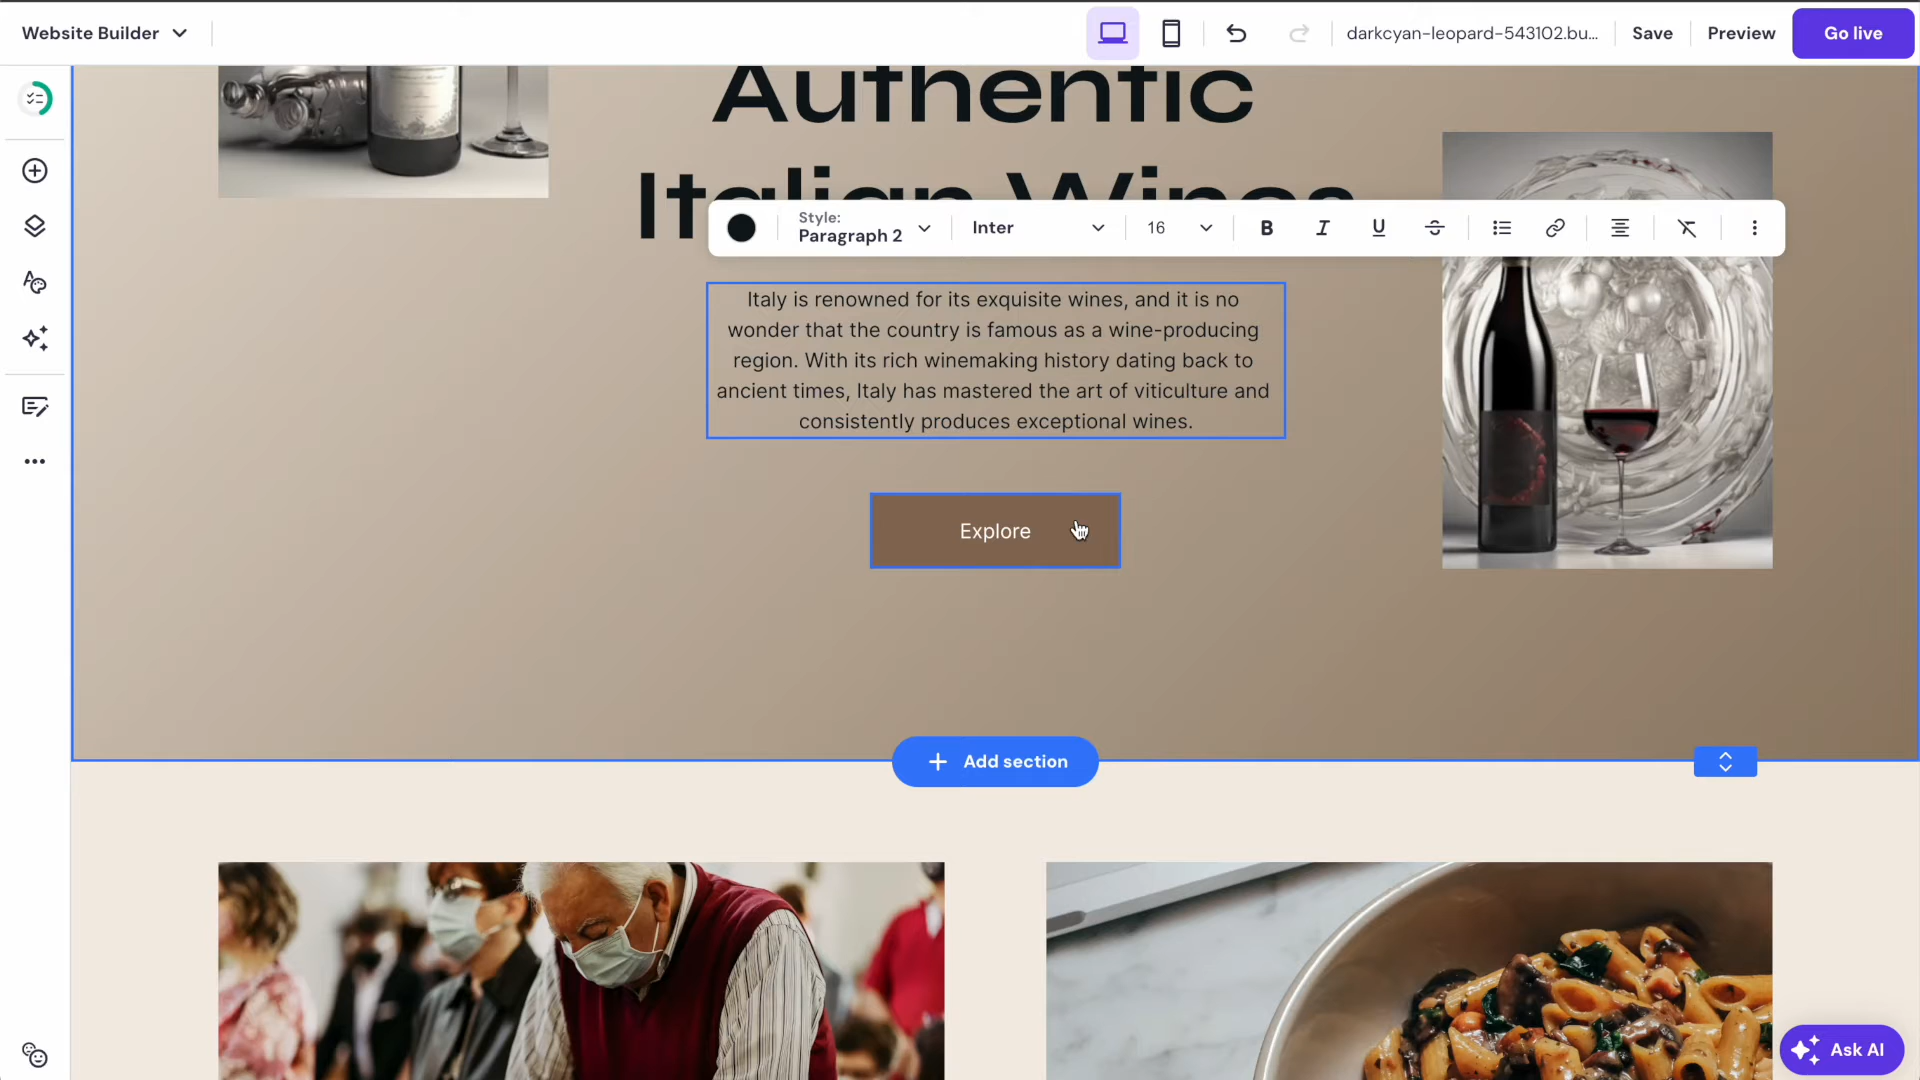 Website Builder
darkcyan-leopard-543102.bu...
Save
Preview
Go live
Authentic
Italian Wines
Style:
Paragraph 2
Inter
16
B
I
U
S
Italy is renowned for its exquisite wines, and it is no
wonder that the country is famous as a wine-producing
region. With its rich winemaking history dating back to
ancient times, Italy has mastered the art of viticulture and
consistently produces exceptional wines.
Explore
+ Add section
Ask AI